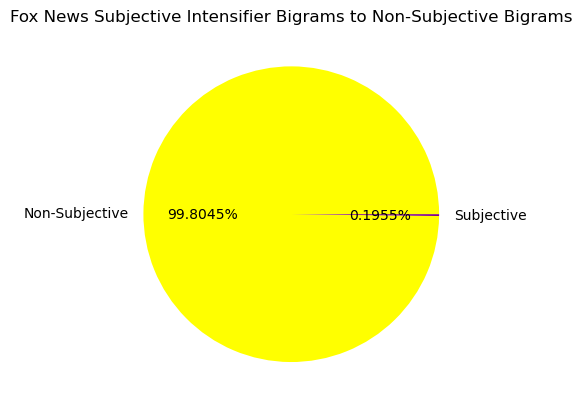 Fox News Subjective Intensifier Bigrams to Non-Subjective Bigrams
Non-Subjective
99.8045%
0.1955%
Subjective